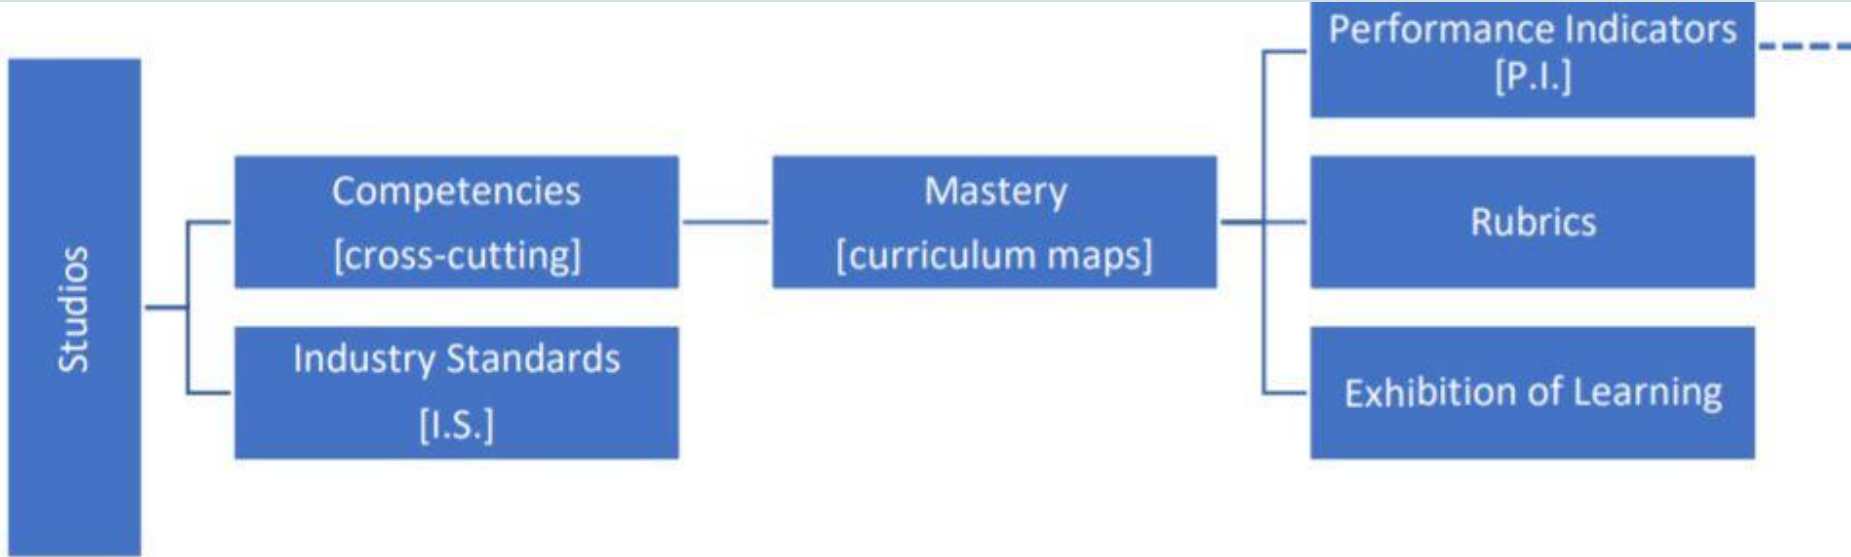 Studios
Competencies
[cross-cutting]
Industry Standards
[I.S.]
Mastery
[curriculum maps]
Performance Indicators
[P.I.]
Rubrics
Exhibition of Learning